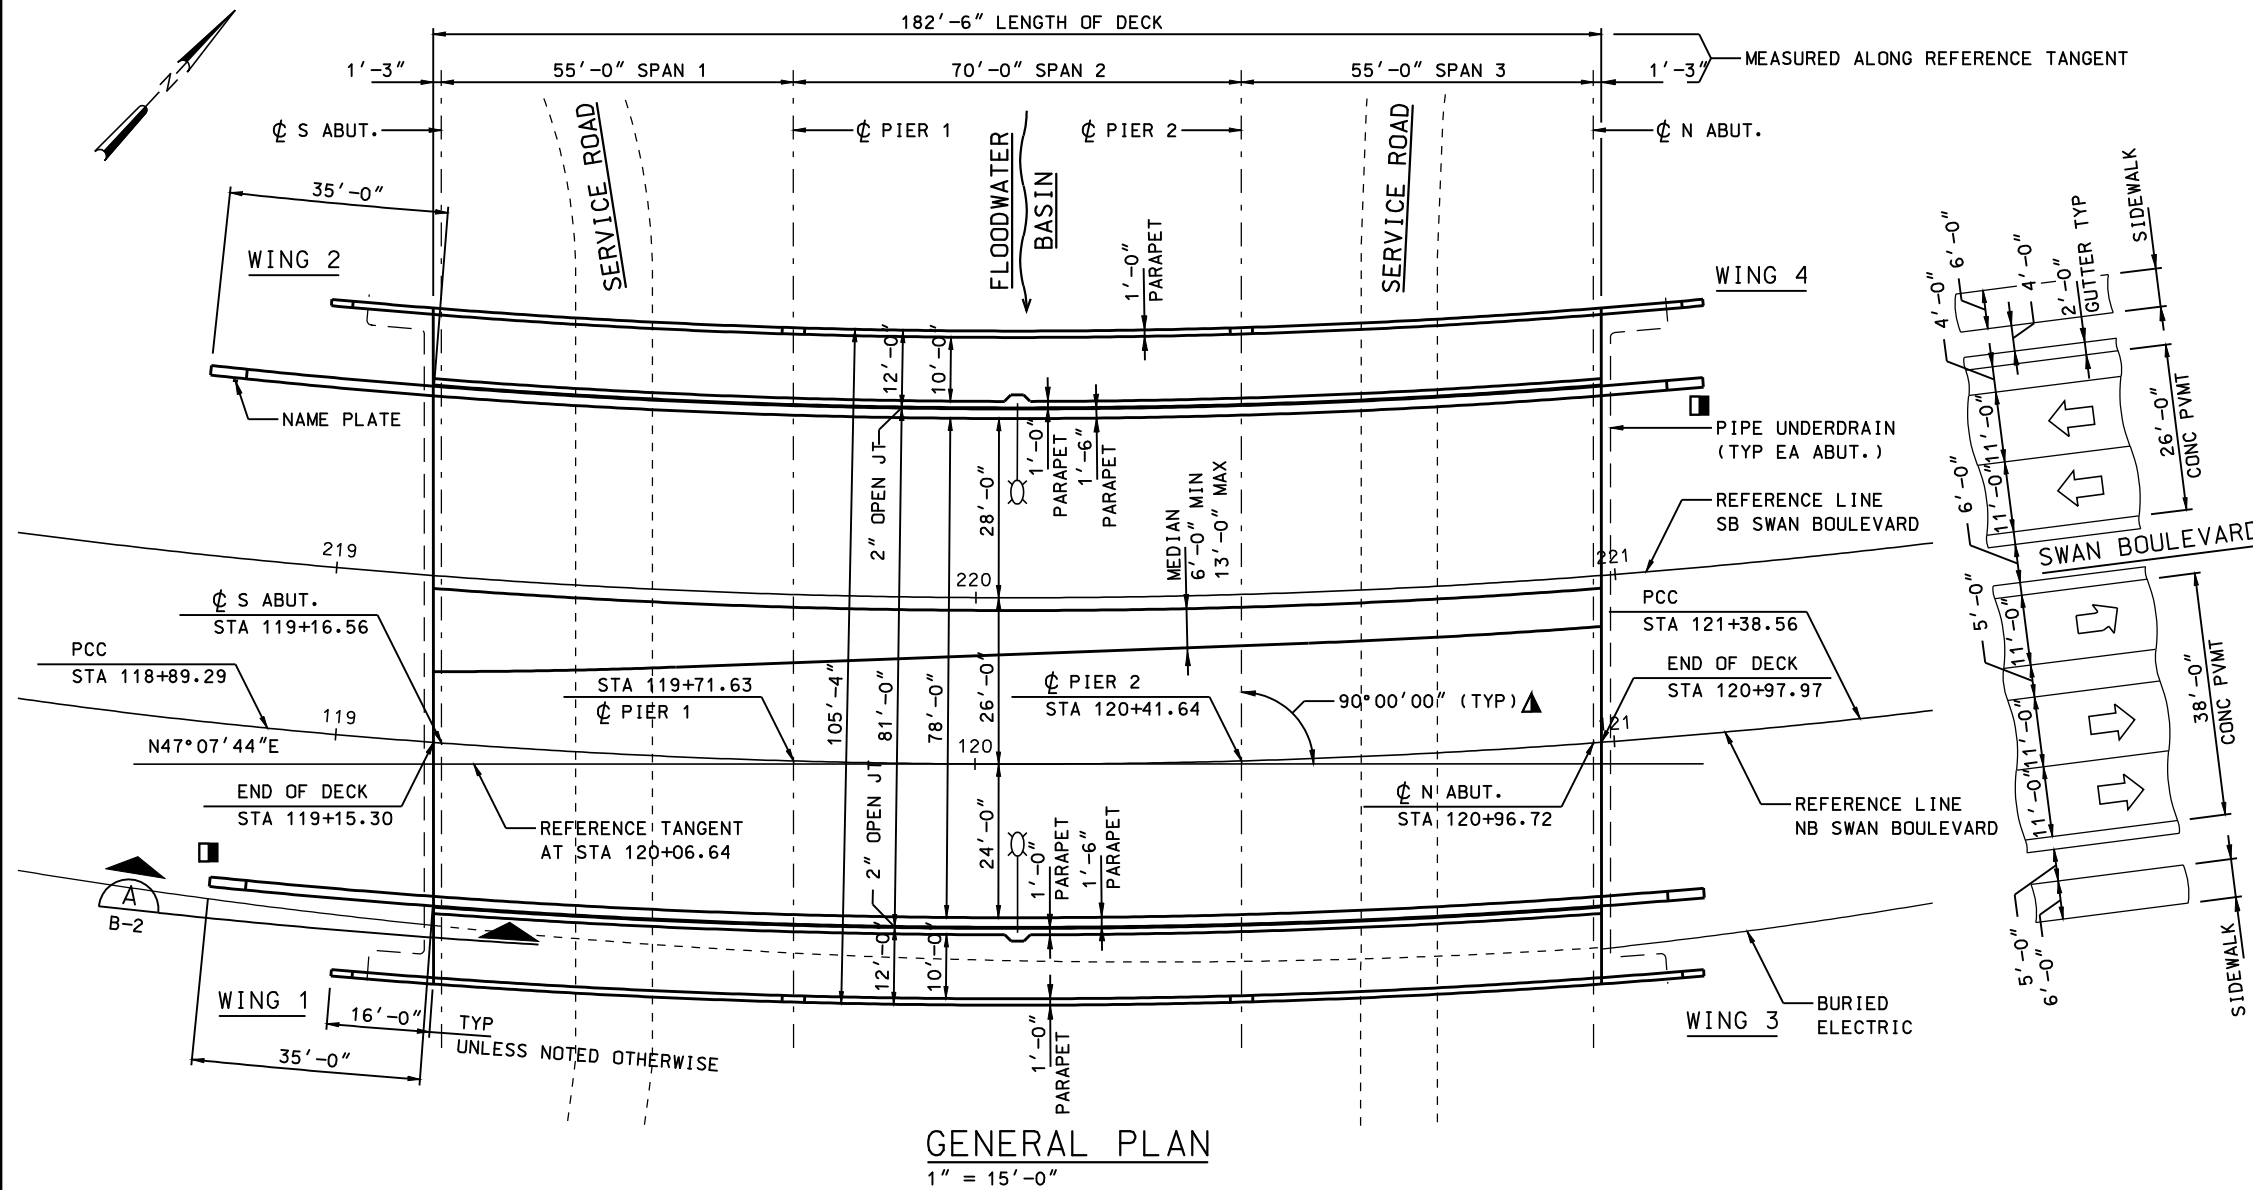 182'-6" LENGTH OF DECK
MEASURED ALONG REFERENCE TANGENT
1'-3"
55'-0" SPAN 1
70'-0" SPAN 2
55'-0" SPAN 3
1'-3"
N
℄ S ABUT.
℄ PIER 1
℄ PIER 2
℄ N ABUT.
SERVICE ROAD
FLOODWATER
BASIN
SERVICE ROAD
35'-0"
WING 2
WING 4
1'-0"
PARAPET
12'-0"
10'-0"
NAME PLATE
2" OPEN JT
28'-0"
1'-0"
PARAPET
1'-6"
PARAPET
MEDIAN
6'-0" MIN
13'-0" MAX
PIPE UNDERDRAIN
(TYP EA ABUT.)
REFERENCE LINE
SB SWAN BOULEVARD
219
220
221
℄ S ABUT.
STA 119+16.56
PCC
STA 118+89.29
PCC
STA 121+38.56
END OF DECK
STA 120+97.97
STA 119+71.63
℄ PIER 1
℄ PIER 2
STA 120+41.64
90°00'00" (TYP)
105'-4"
81'-0"
78'-0"
26'-0"
119
120
121
N47°07'44"E
END OF DECK
STA 119+15.30
REFERENCE TANGENT
AT STA 120+06.64
℄ N ABUT.
STA 120+96.72
REFERENCE LINE
NB SWAN BOULEVARD
2" OPEN JT
24'-0"
1'-0"
PARAPET
1'-6"
PARAPET
A
B-2
12'-0"
10'-0"
WING 1
16'-0"
TYP
UNLESS NOTED OTHERWISE
35'-0"
1'-0"
PARAPET
WING 3
BURIED
ELECTRIC
SIDEWALK
6'-0"
4'-0"
4'-0"
2'-0"
GUTTER TYP
11'-0"
11'-0"
26'-0"
CONC PVMT
6'-0"
SWAN BOULEVARD
5'-0"
11'-0"
11'-0"
11'-0"
38'-0"
CONC PVMT
5'-0"
6'-0"
SIDEWALK
GENERAL PLAN
1" = 15'-0"